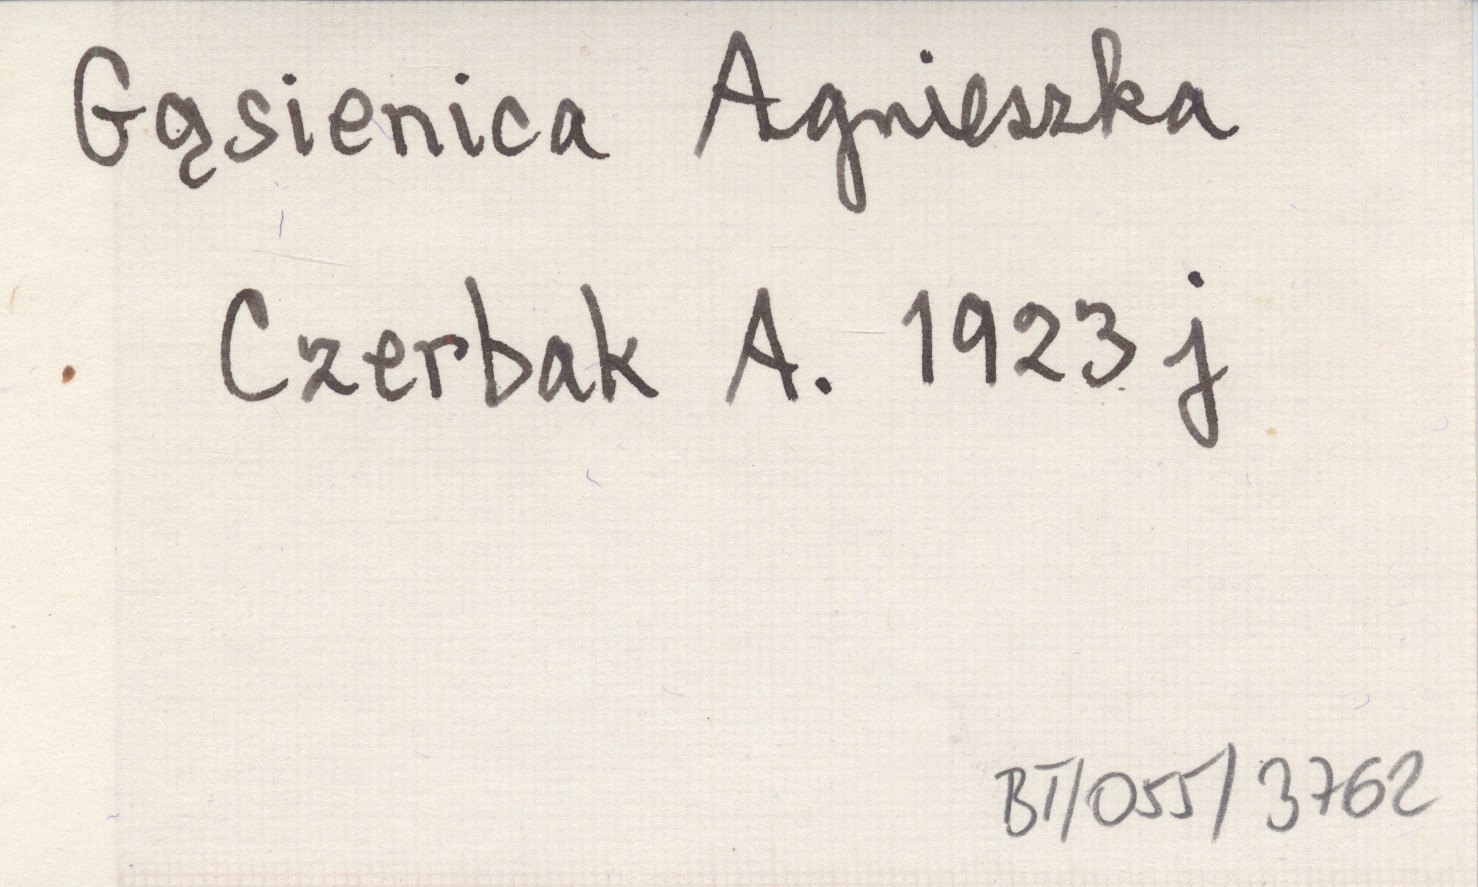 Gąsienica Agnieszka
Czerbak A. 1923 j
BT/055/3762